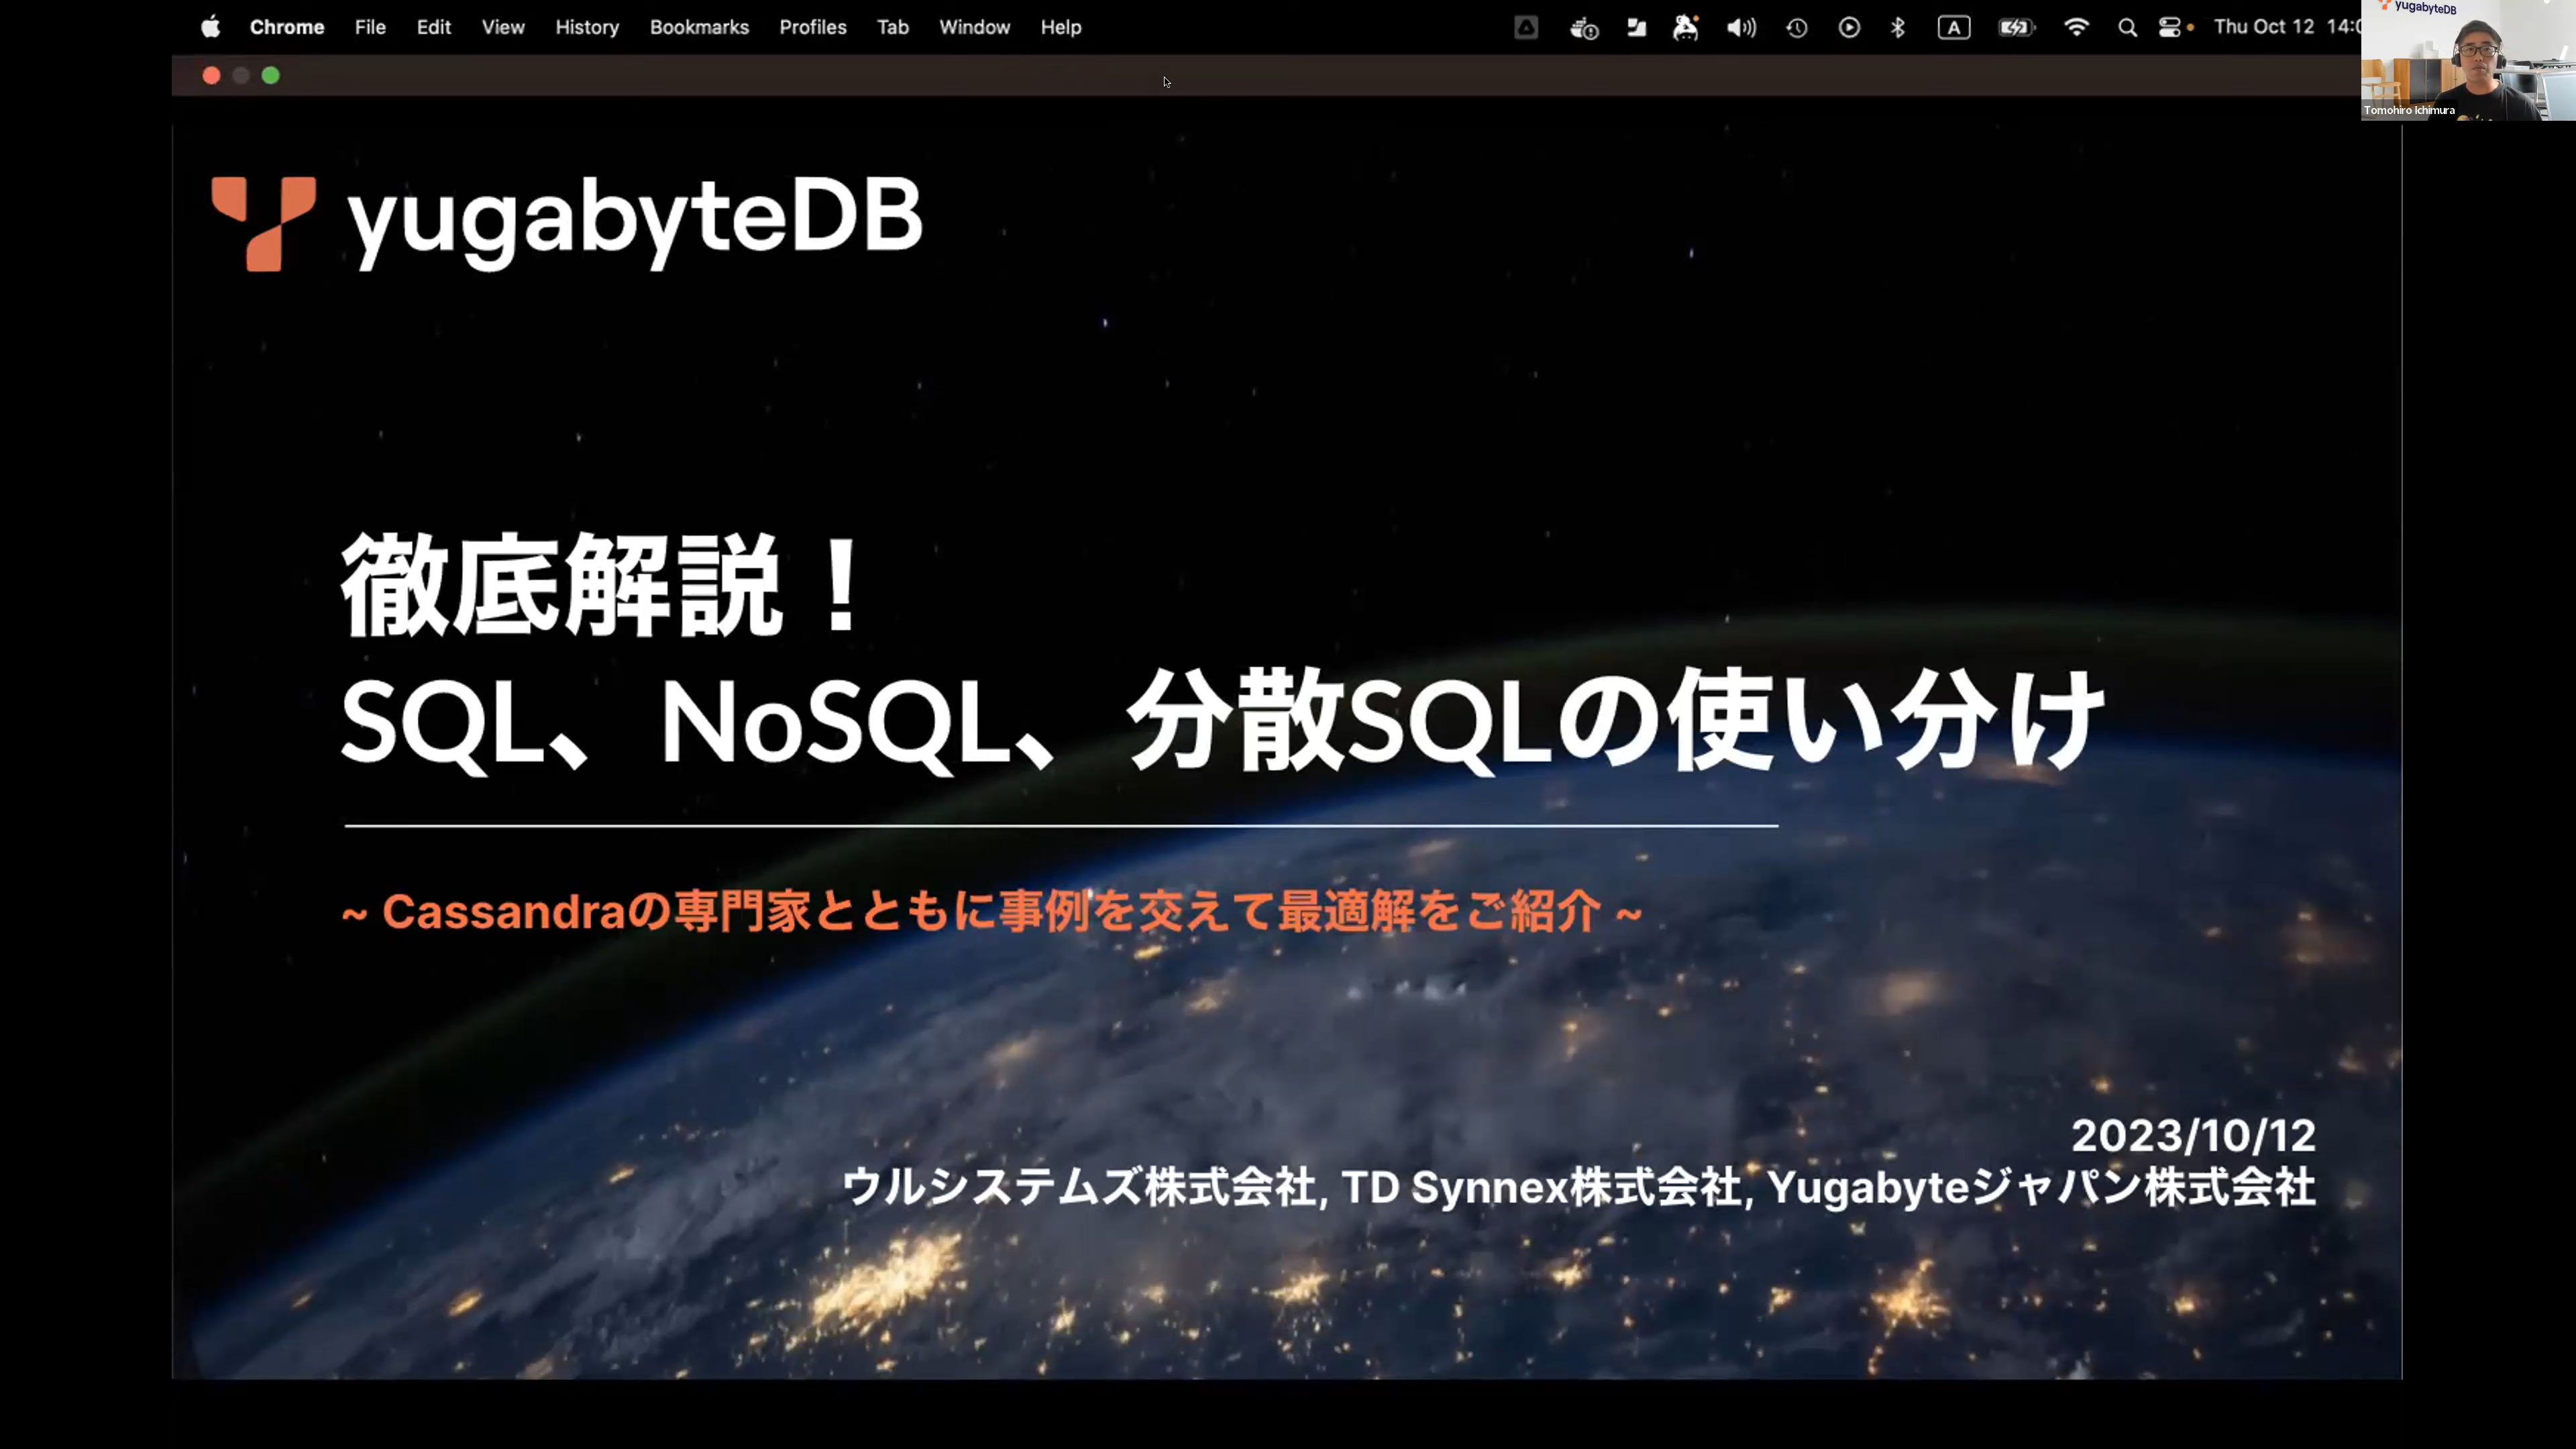 Chrome File Edit View History Bookmarks Profiles Tab Window Help A Thu Oct 12
yugabyteDB
Tomohiro Ichimura
yugabyteDB
徹底解説！
SQL、NoSQL、分散SQLの使い分け
~ Cassandraの専門家とともに事例を交えて最適解をご紹介 ~
2023/10/12
ウルシステムズ株式会社, TD Synnex株式会社, Yugabyteジャパン株式会社